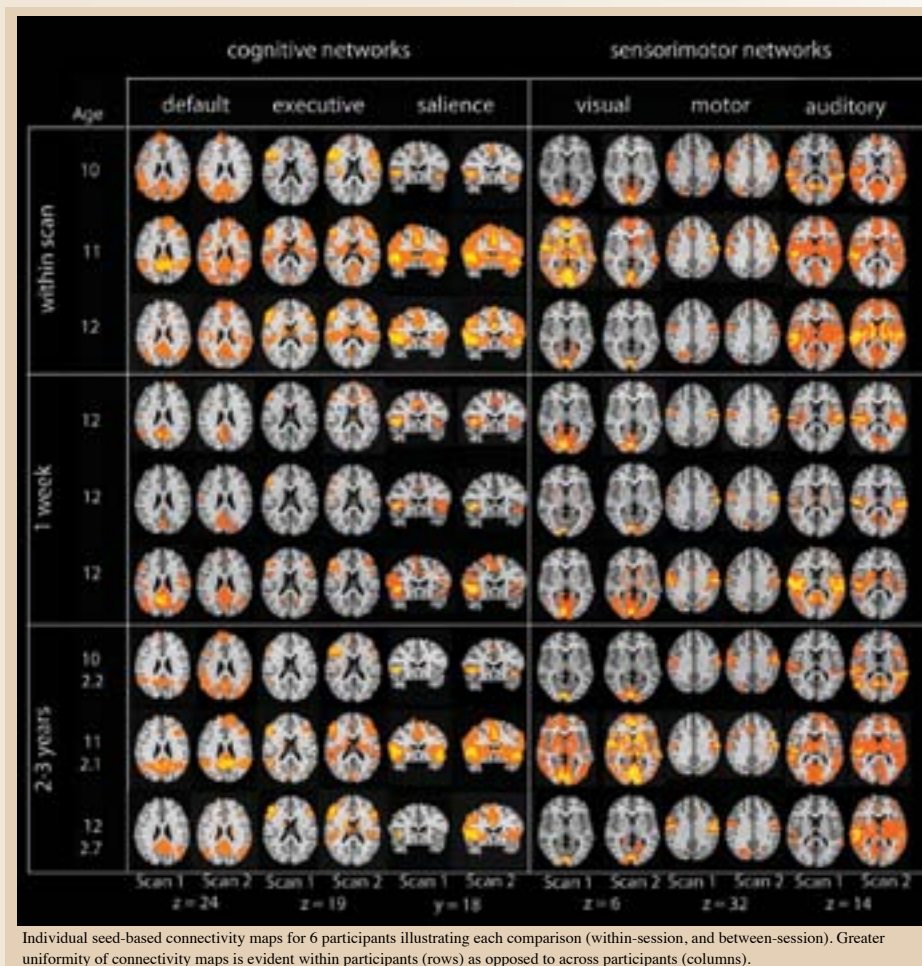 cognitive networks sensorimotor networks
Age default executive salience visual motor auditory
within scan
10
11
12
1 week
12
12
12
2-3 years
10
2.2
11
2.1
12
2.7
Scan 1 Scan 2 Scan 1 Scan 2 Scan 1 Scan 2 Scan 1 Scan 2 Scan 1 Scan 2 Scan 1 Scan 2
z = 24 z = 19 y = 18 z = 6 z = 32 z = 14
Individual seed-based connectivity maps for 6 participants illustrating each comparison (within-session, and between-session). Greater
uniformity of connectivity maps is evident within participants (rows) as opposed to across participants (columns).